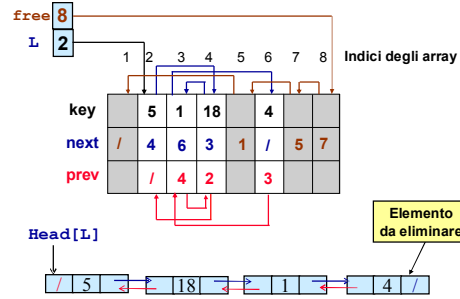 free 8
L 2
1 2 3 4 5 6 7 8 Indici degli array
key 5 1 18 4
next / 4 6 3 1 / 5 7
prev / 4 2 3
Elemento
da eliminare
Head[L]
/ 5 18 1 4 /